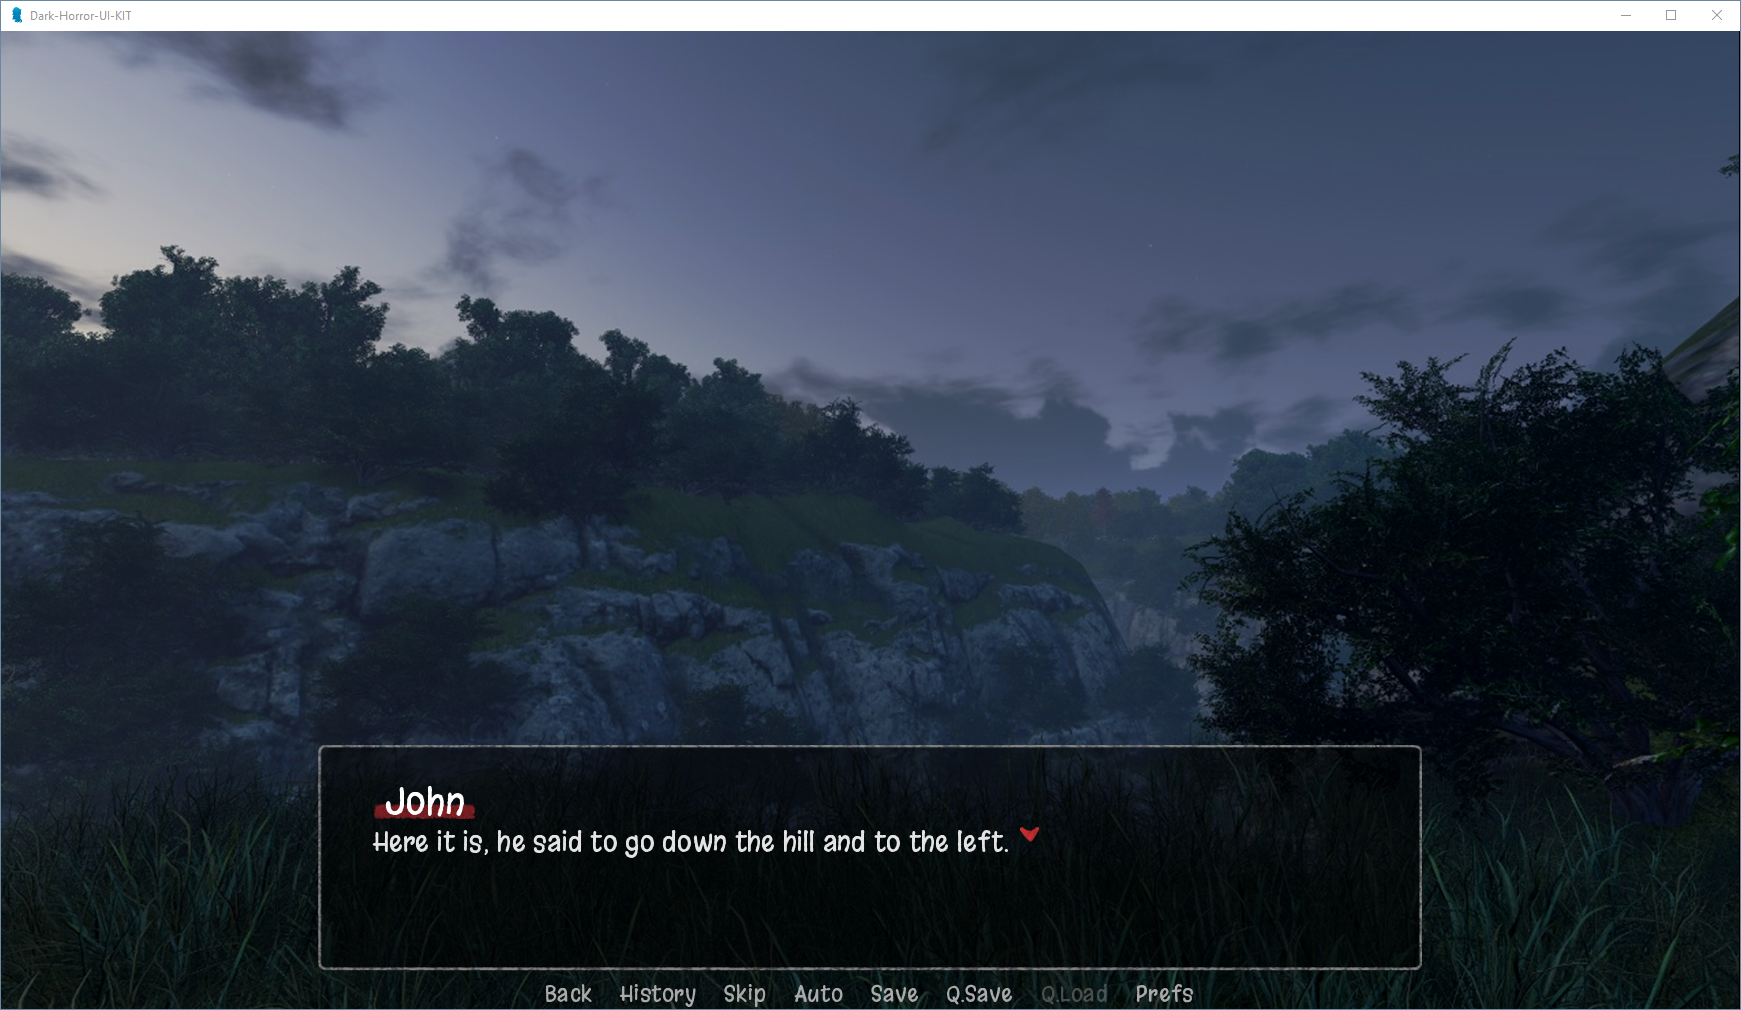 Dark-Horror-UI-KIT
John
Here it is, he said to go down the hill and to the left.
Back History Skip Auto Save Q.Save Q.Load Prefs